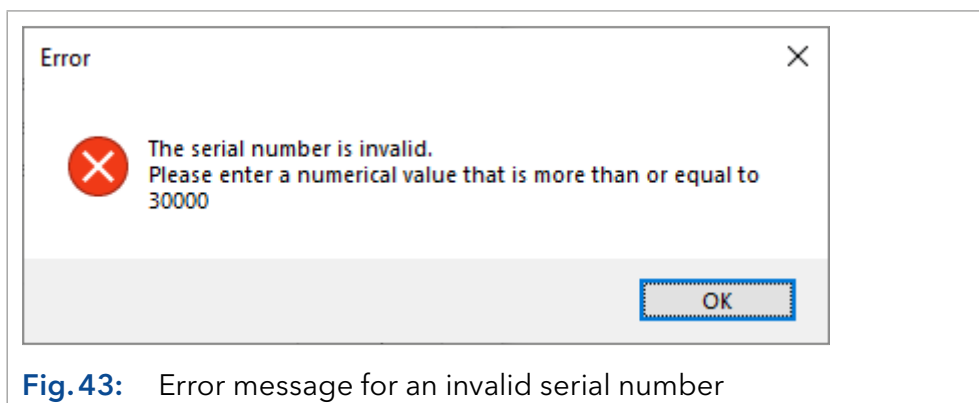 Error
The serial number is invalid.
Please enter a numerical value that is more than or equal to
30000
OK
Fig. 43: Error message for an invalid serial number